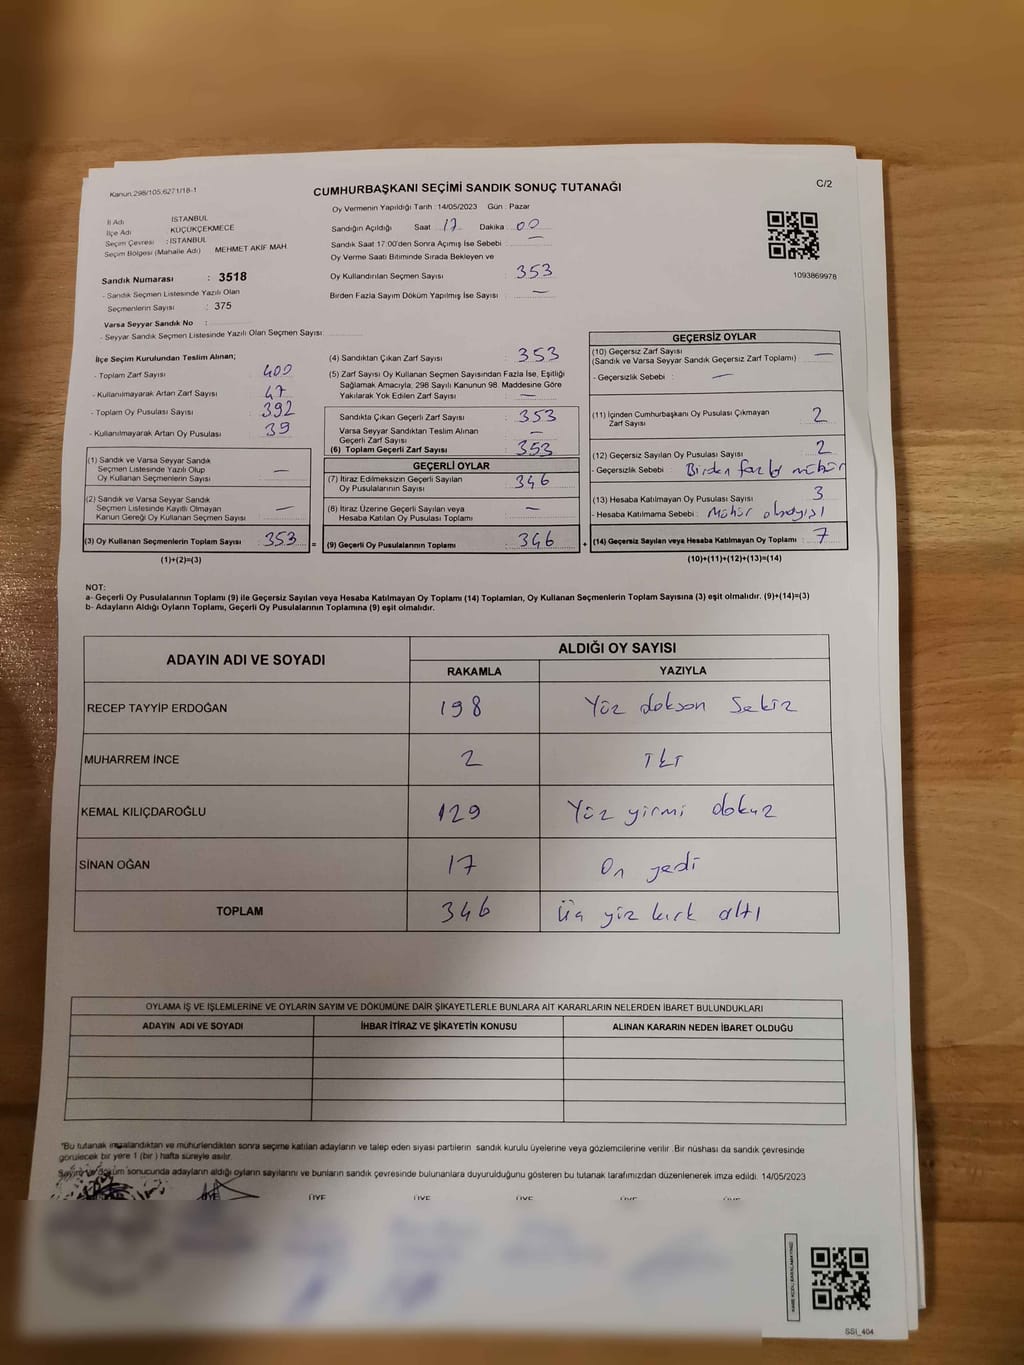 Kanun.298/105,6271/18-1
CUMHURBAŞKANI SEÇİMİ SANDIK SONUÇ TUTANAĞI
C/2
İl Adı İSTANBUL
İlçe Adı KÜÇÜKÇEKMECE
Seçim Çevresi : İSTANBUL
Seçim Bölgesi (Mahalle Adı) MEHMET AKİF MAH.
Sandık Numarası : 3518
- Sandık Seçmen Listesinde Yazılı Olan
Seçmenlerin Sayısı : 375
Varsa Seyyar Sandık No :
- Seyyar Sandık Seçmen Listesinde Yazılı Olan Seçmen Sayısı:
Oy Vermenin Yapıldığı Tarih : 14/05/2023 Gün : Pazar
Sandığın Açıldığı Saat 17 Dakika 00
Sandık Saat 17:00'den Sonra Açımış İse Sebebi : —
Oy Verme Saati Bitiminde Sırada Bekleyen ve
Oy Kullandırılan Seçmen Sayısı : 353
Birden Fazla Sayım Döküm Yapılmış İse Sayısı : —
1093869978
İlçe Seçim Kurulundan Teslim Alınan;
- Toplam Zarf Sayısı : 400
- Kullanılmayarak Artan Zarf Sayısı : 47
- Toplam Oy Pusulası Sayısı : 392
- Kullanılmayarak Artan Oy Pusulası : 39
(4) Sandıktan Çıkan Zarf Sayısı : 353
(5) Zarf Sayısı Oy Kullanan Seçmen Sayısından Fazla İse, Eşitliği
Sağlamak Amacıyla, 298 Sayılı Kanunun 98. Maddesine Göre
Yakılarak Yok Edilen Zarf Sayısı : —
Sandıkta Çıkan Geçerli Zarf Sayısı : 353
Varsa Seyyar Sandıktan Teslim Alınan
Geçerli Zarf Sayısı : —
(6) Toplam Geçerli Zarf Sayısı : 353
GEÇERSİZ OYLAR
(10) Geçersiz Zarf Sayısı
(Sandık ve Varsa Seyyar Sandık Geçersiz Zarf Toplamı) : —
- Geçersizlik Sebebi : —
(11) İçinden Cumhurbaşkanı Oy Pusulası Çıkmayan
Zarf Sayısı : 2
(12) Geçersiz Sayılan Oy Pusulası Sayısı : 2
- Geçersizlik Sebebi : Birden fazla mühür
(13) Hesaba Katılmayan Oy Pusulası Sayısı : 3
- Hesaba Katılmama Sebebi : Mühür olmayışı
(14) Geçersiz Sayılan veya Hesaba Katılmayan Oy Toplamı : 7
(10)+(11)+(12)+(13)=(14)
(1) Sandık ve Varsa Seyyar Sandık
Seçmen Listesinde Yazılı Olup
Oy Kullanan Seçmenlerin Sayısı : —
(2) Sandık ve Varsa Seyyar Sandık
Seçmen Listesinde Kayıtlı Olmayan
Kanun Gereği Oy Kullanan Seçmen Sayısı : —
(3) Oy Kullanan Seçmenlerin Toplam Sayısı : 353 =
(1)+(2)=(3)
GEÇERLİ OYLAR
(7) İtiraz Edilmeksizin Geçerli Sayılan
Oy Pusulalarının Sayısı : 346
(8) İtiraz Üzerine Geçerli Sayılan veya
Hesaba Katılan Oy Pusulası Toplamı : —
(9) Geçerli Oy Pusulalarının Toplamı : 346 +
NOT:
a- Geçerli Oy Pusulalarının Toplamı (9) ile Geçersiz Sayılan veya Hesaba Katılmayan Oy Toplamı (14) Toplamları, Oy Kullanan Seçmenlerin Toplam Sayısına (3) eşit olmalıdır. (9)+(14)=(3)
b- Adayların Aldığı Oyların Toplamı, Geçerli Oy Pusulalarının Toplamına (9) eşit olmalıdır.
ADAYIN ADI VE SOYADI ALDIĞI OY SAYISI
RAKAMLA YAZIYLA
RECEP TAYYİP ERDOĞAN 198 Yüz doksan Sekiz
MUHARREM İNCE 2 İki
KEMAL KILIÇDAROĞLU 129 Yüz yirmi dokuz
SİNAN OĞAN 17 On yedi
TOPLAM 346 Üç yüz kırk altı
OYLAMA İŞ VE İŞLEMLERİNE VE OYLARIN SAYIM VE DÖKÜMÜNE DAİR ŞİKAYETLERLE BUNLARA AİT KARARLARIN NELERDEN İBARET BULUNDUKLARI
ADAYIN ADI VE SOYADI İHBAR İTİRAZ VE ŞİKAYETİN KONUSU ALINAN KARARIN NEDEN İBARET OLDUĞU
*Bu tutanak imzalandıktan ve mühürlendikten sonra seçime katılan adayların ve talep eden siyasi partilerin sandık kurulu üyelerine veya gözlemcilerine verilir. Bir nüshası da sandık çevresinde
görülecek bir yere 1 (bir ) hafta süreyle asılır.
Sayım ve döküm sonucunda adayların aldığı oyların sayılarını ve bunların sandık çevresinde bulunanlara duyurulduğunu gösteren bu tutanak tarafımızdan düzenlenerek imza edildi. 14/05/2023
ÜYE ÜYE ÜYE ÜYE ÜYE
SSİ_404